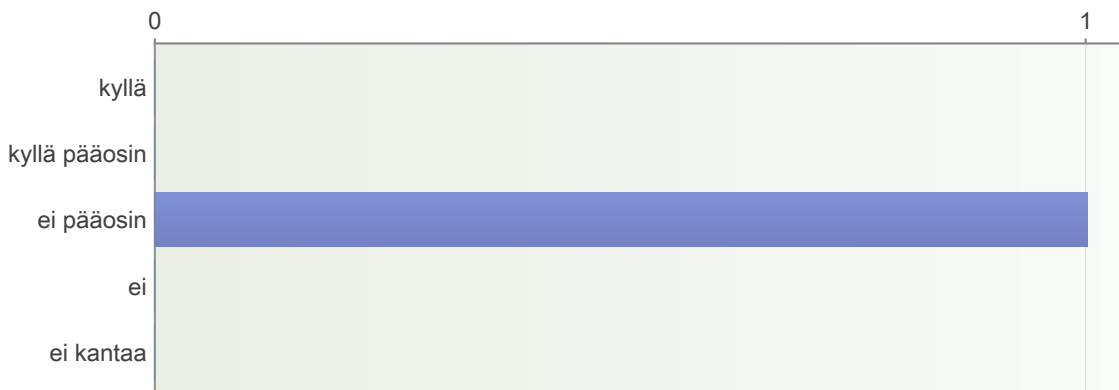 0 1
kyllä
kyllä pääosin
ei pääosin
ei
ei kantaa